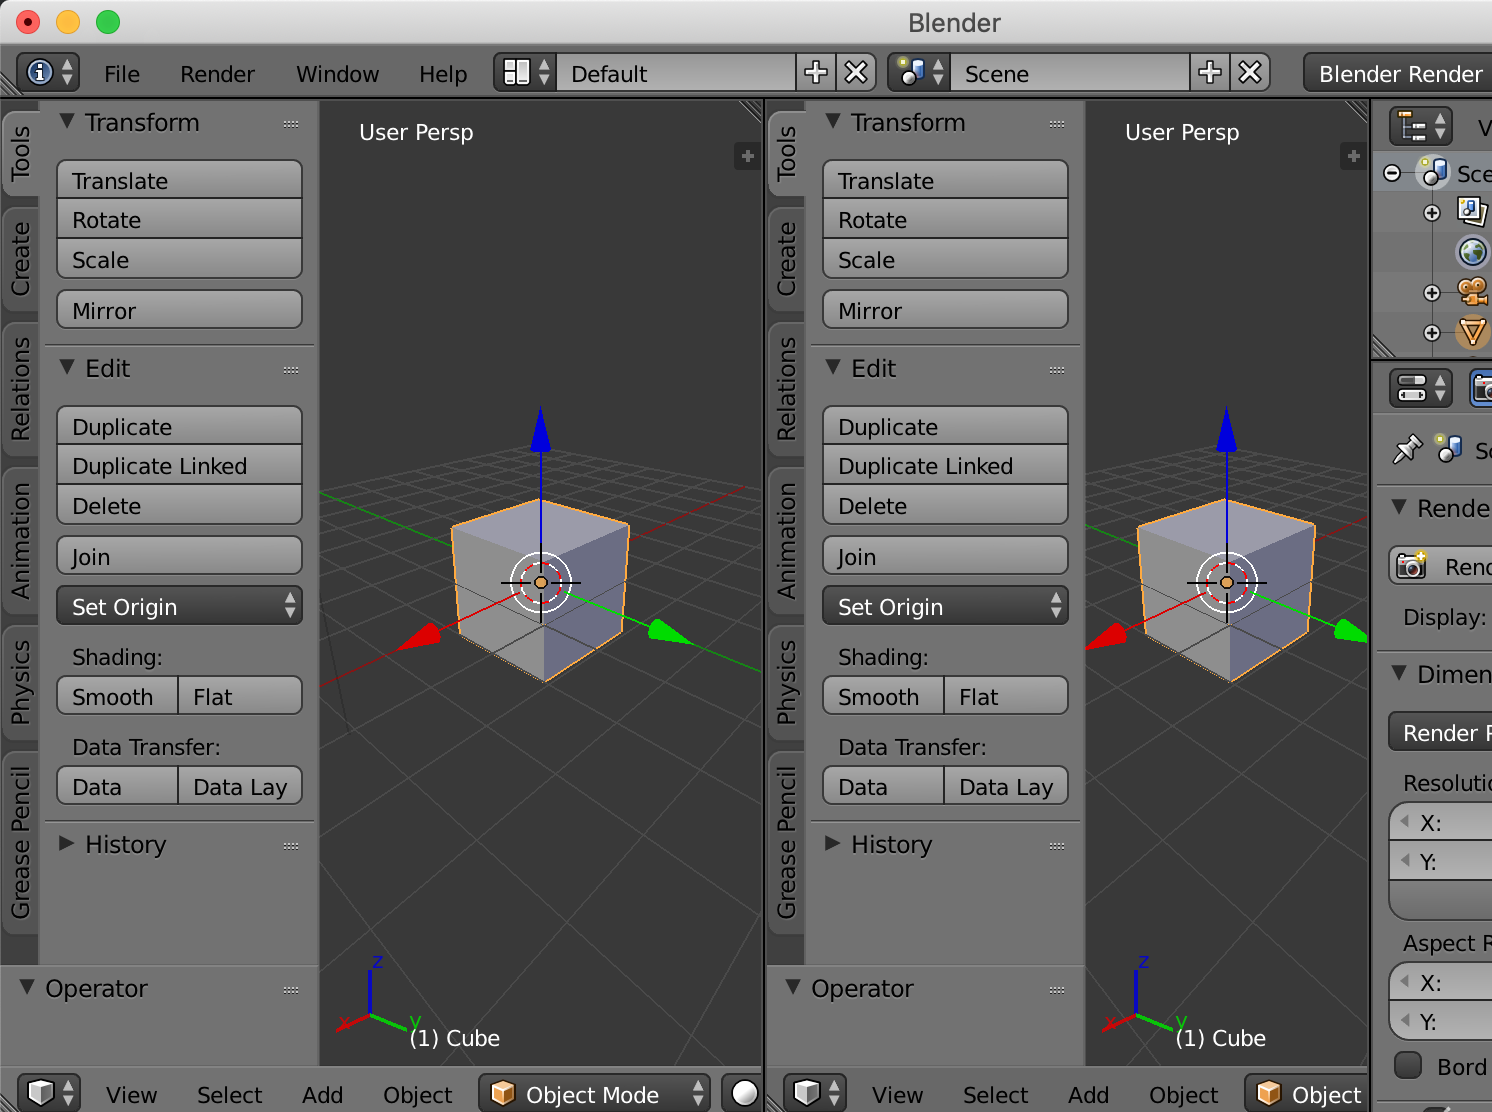 Blender
File Render Window Help Default Scene Blender Render
Tools
Create
Relations
Animation
Physics
Grease Pencil
Transform
Translate
Rotate
Scale
Mirror
Edit
Duplicate
Duplicate Linked
Delete
Join
Set Origin
Shading:
Smooth Flat
Data Transfer:
Data Data Lay
History
Operator
User Persp
z
x
y
(1) Cube
View Select Add Object Object Mode
Tools
Create
Relations
Animation
Physics
Grease Pencil
Transform
Translate
Rotate
Scale
Mirror
Edit
Duplicate
Duplicate Linked
Delete
Join
Set Origin
Shading:
Smooth Flat
Data Transfer:
Data Data Lay
History
Operator
User Persp
z
x
y
(1) Cube
View Select Add Object Object
V
Sce
Sc
Rende
Rend
Display:
Dimen
Render
Resolutio
X:
Y:
Aspect R
X:
Y:
Bord